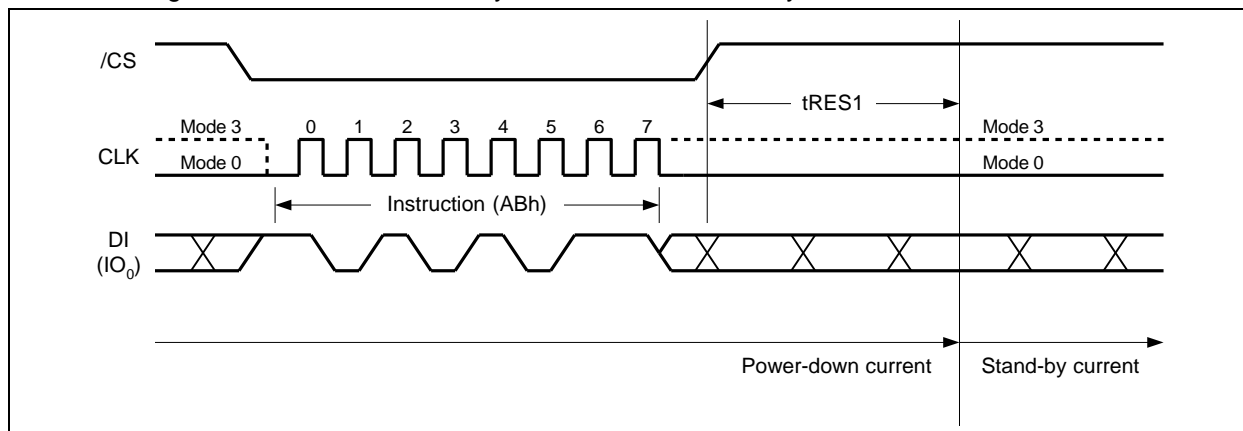 /CS
tRES1
Mode 3 0 1 2 3 4 5 6 7 Mode 3
CLK
Mode 0 Mode 0
Instruction (ABh)
DI
(IO0)
Power-down current Stand-by current